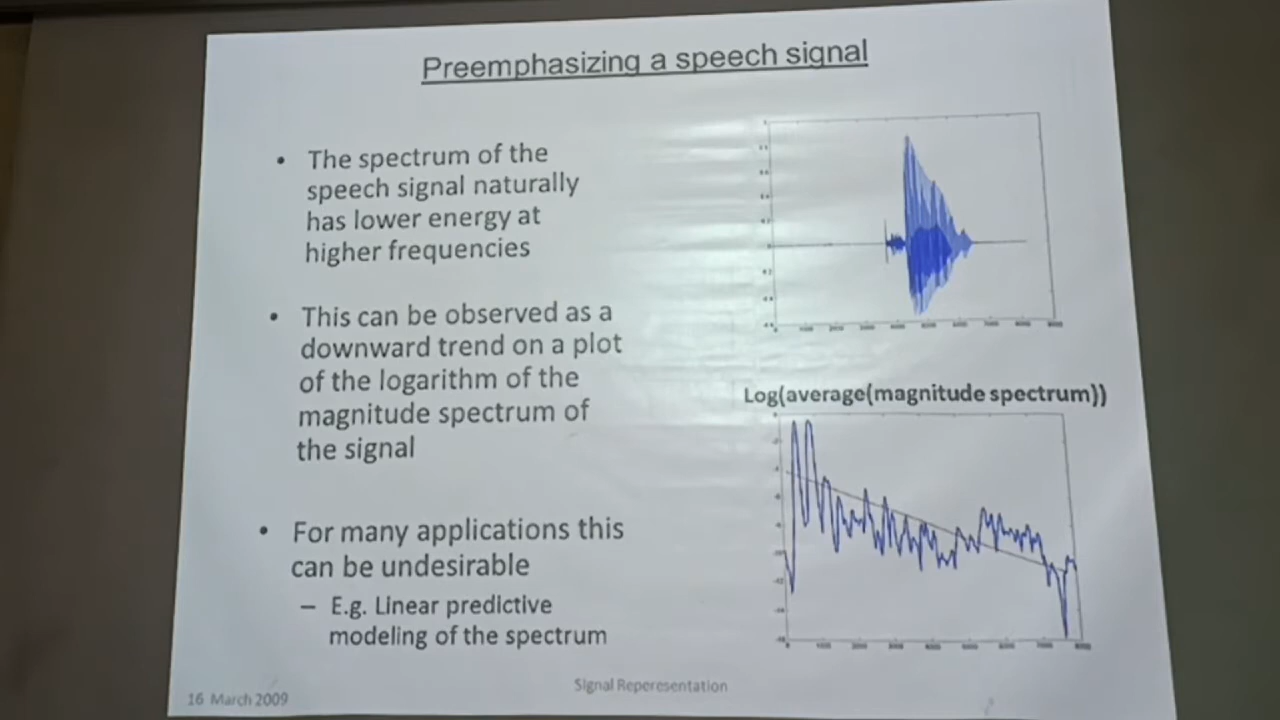 Preemphasizing a speech signal
• The spectrum of the
speech signal naturally
has lower energy at
higher frequencies
• This can be observed as a
downward trend on a plot
of the logarithm of the
magnitude spectrum of
the signal
• For many applications this
can be undesirable
– E.g. Linear predictive
modeling of the spectrum
Log(average(magnitude spectrum))
16 March 2009
Signal Reperesentation